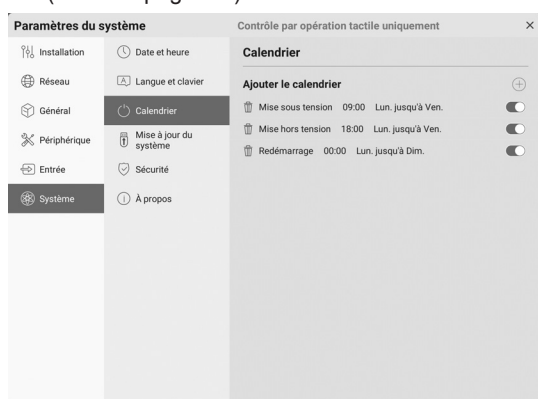 Paramètres du système
Contrôle par opération tactile uniquement
Installation
Réseau
Général
Périphérique
Entrée
Système
Date et heure
Langue et clavier
Calendrier
Mise à jour du
système
Sécurité
À propos
Calendrier
Ajouter le calendrier
Mise sous tension 09:00 Lun. jusqu'à Ven.
Mise hors tension 18:00 Lun. jusqu'à Ven.
Redémarrage 00:00 Lun. jusqu'à Dim.